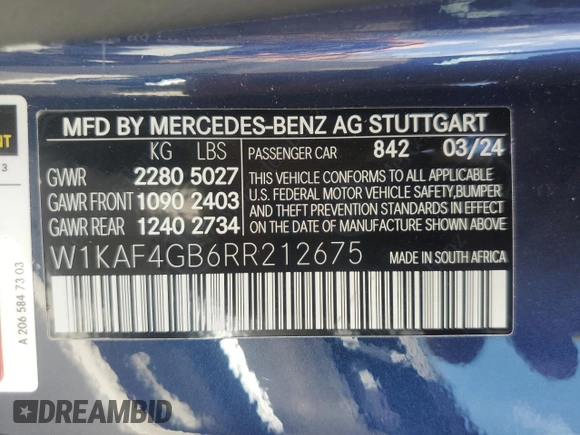 MFD BY MERCEDES-BENZ AG STUTTGART
KG LBS
GVWR 2280 5027
GAWR FRONT 1090 2403
GAWR REAR 1240 2734
PASSENGER CAR 842 03/24
THIS VEHICLE CONFORMS TO ALL APPLICABLE
U.S. FEDERAL MOTOR VEHICLE SAFETY, BUMPER
AND THEFT PREVENTION STANDARDS IN EFFECT
ON THE DATE OF MANUFACTURE SHOWN ABOVE.
W1KAF4GB6RR212675 MADE IN SOUTH AFRICA
A 206 584 73 03
DREAMBID